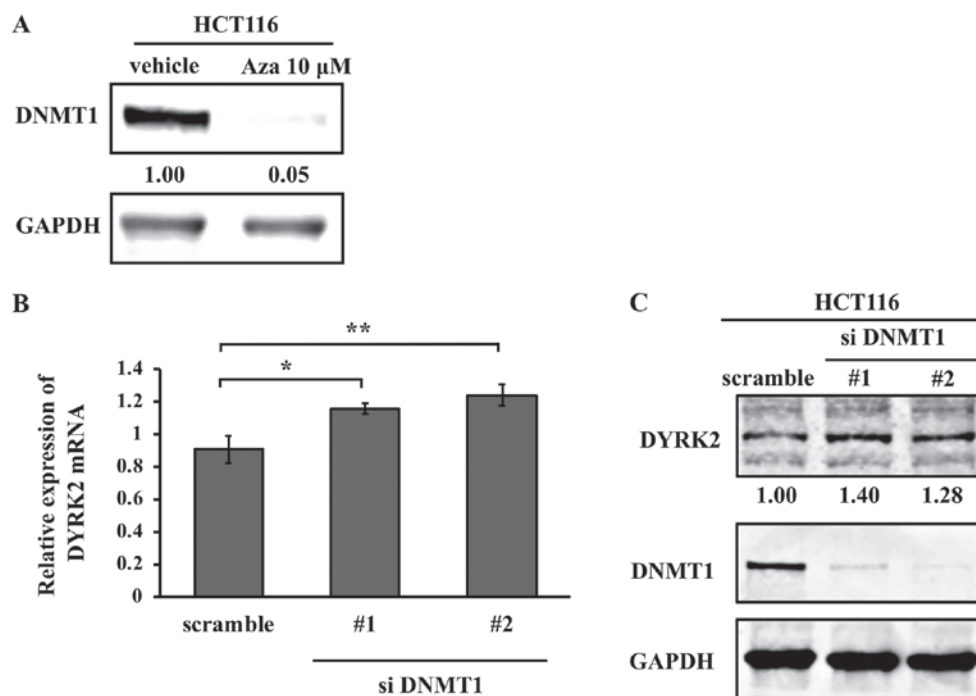 A
HCT116
vehicle Aza 10 μM
DNMT1
1.00 0.05
GAPDH
B
**
*
Relative expression of
DYRK2 mRNA
1.4
1.2
1
0.8
0.6
0.4
0.2
0
scramble #1 #2
si DNMT1
C
HCT116
si DNMT1
scramble #1 #2
DYRK2
1.00 1.40 1.28
DNMT1
GAPDH